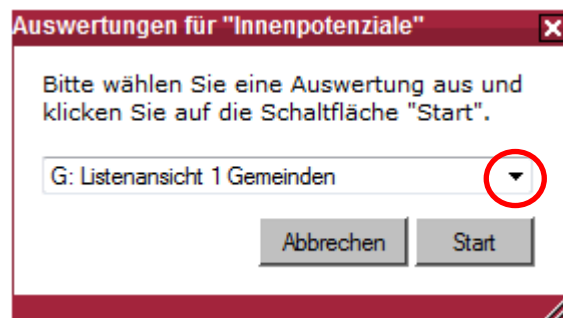 Auswertungen für "Innenpotenziale"
Bitte wählen Sie eine Auswertung aus und
klicken Sie auf die Schaltfläche "Start".
G: Listenansicht 1 Gemeinden
Abbrechen Start